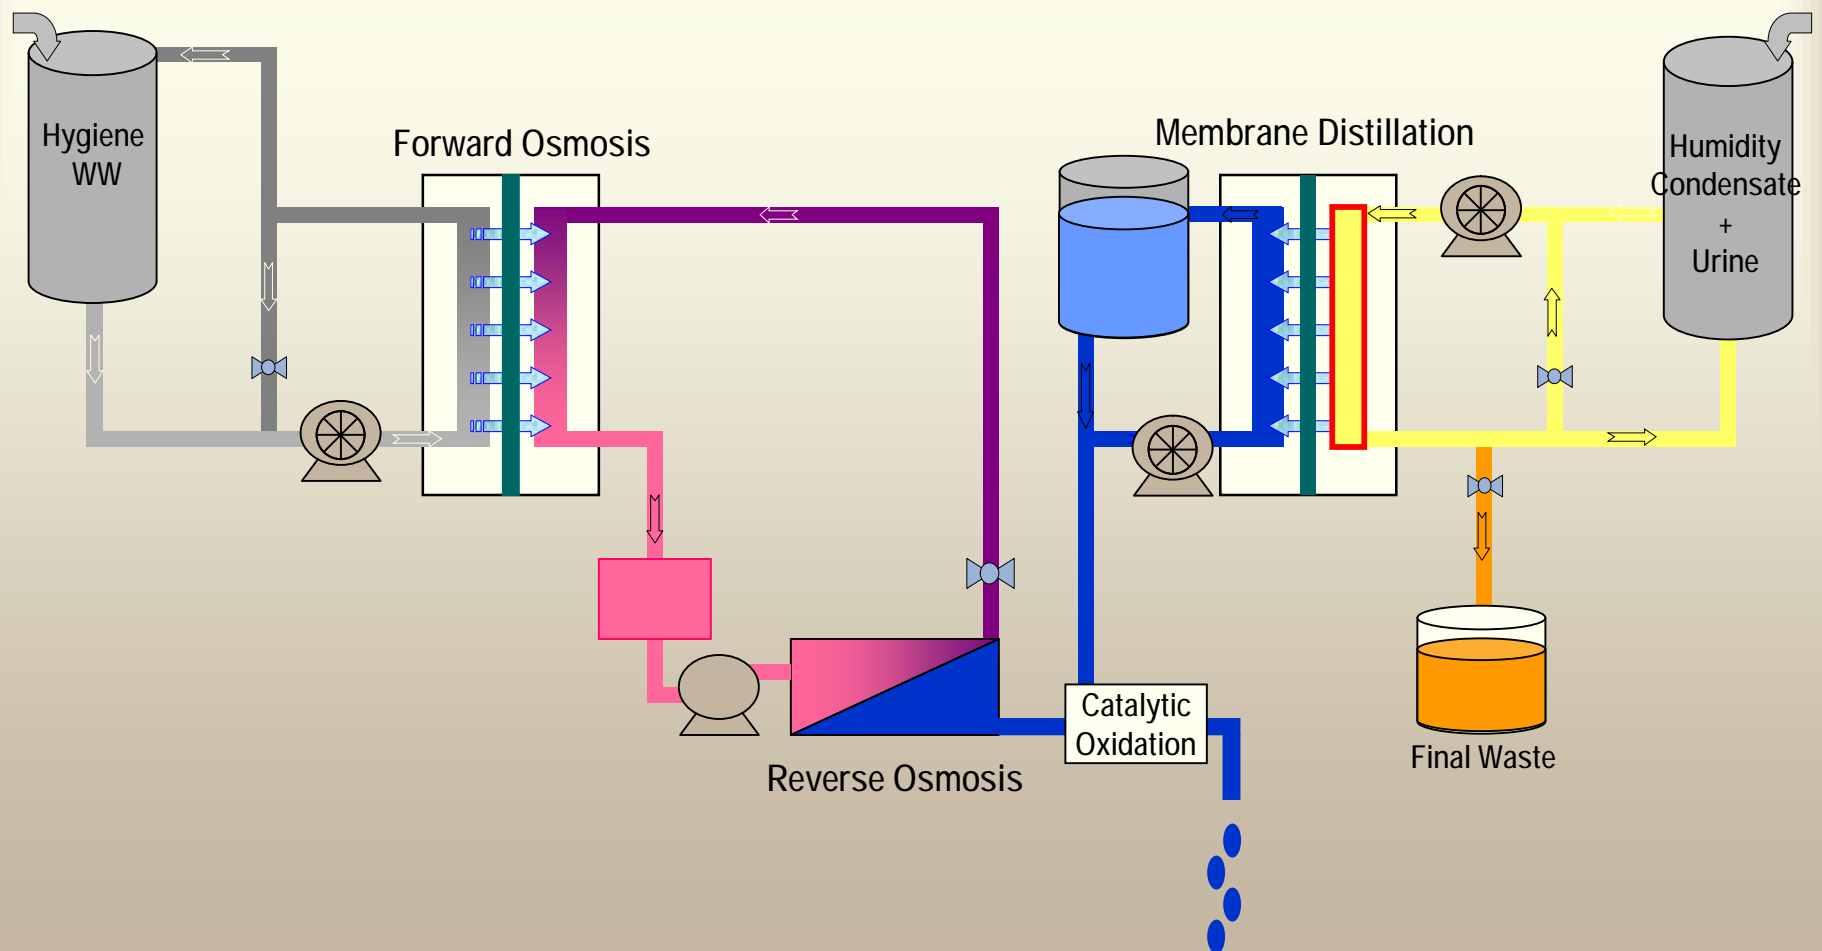 Hygiene
WW
Forward Osmosis
Membrane Distillation
Humidity
Condensate
+
Urine
Catalytic
Oxidation
Reverse Osmosis
Final Waste